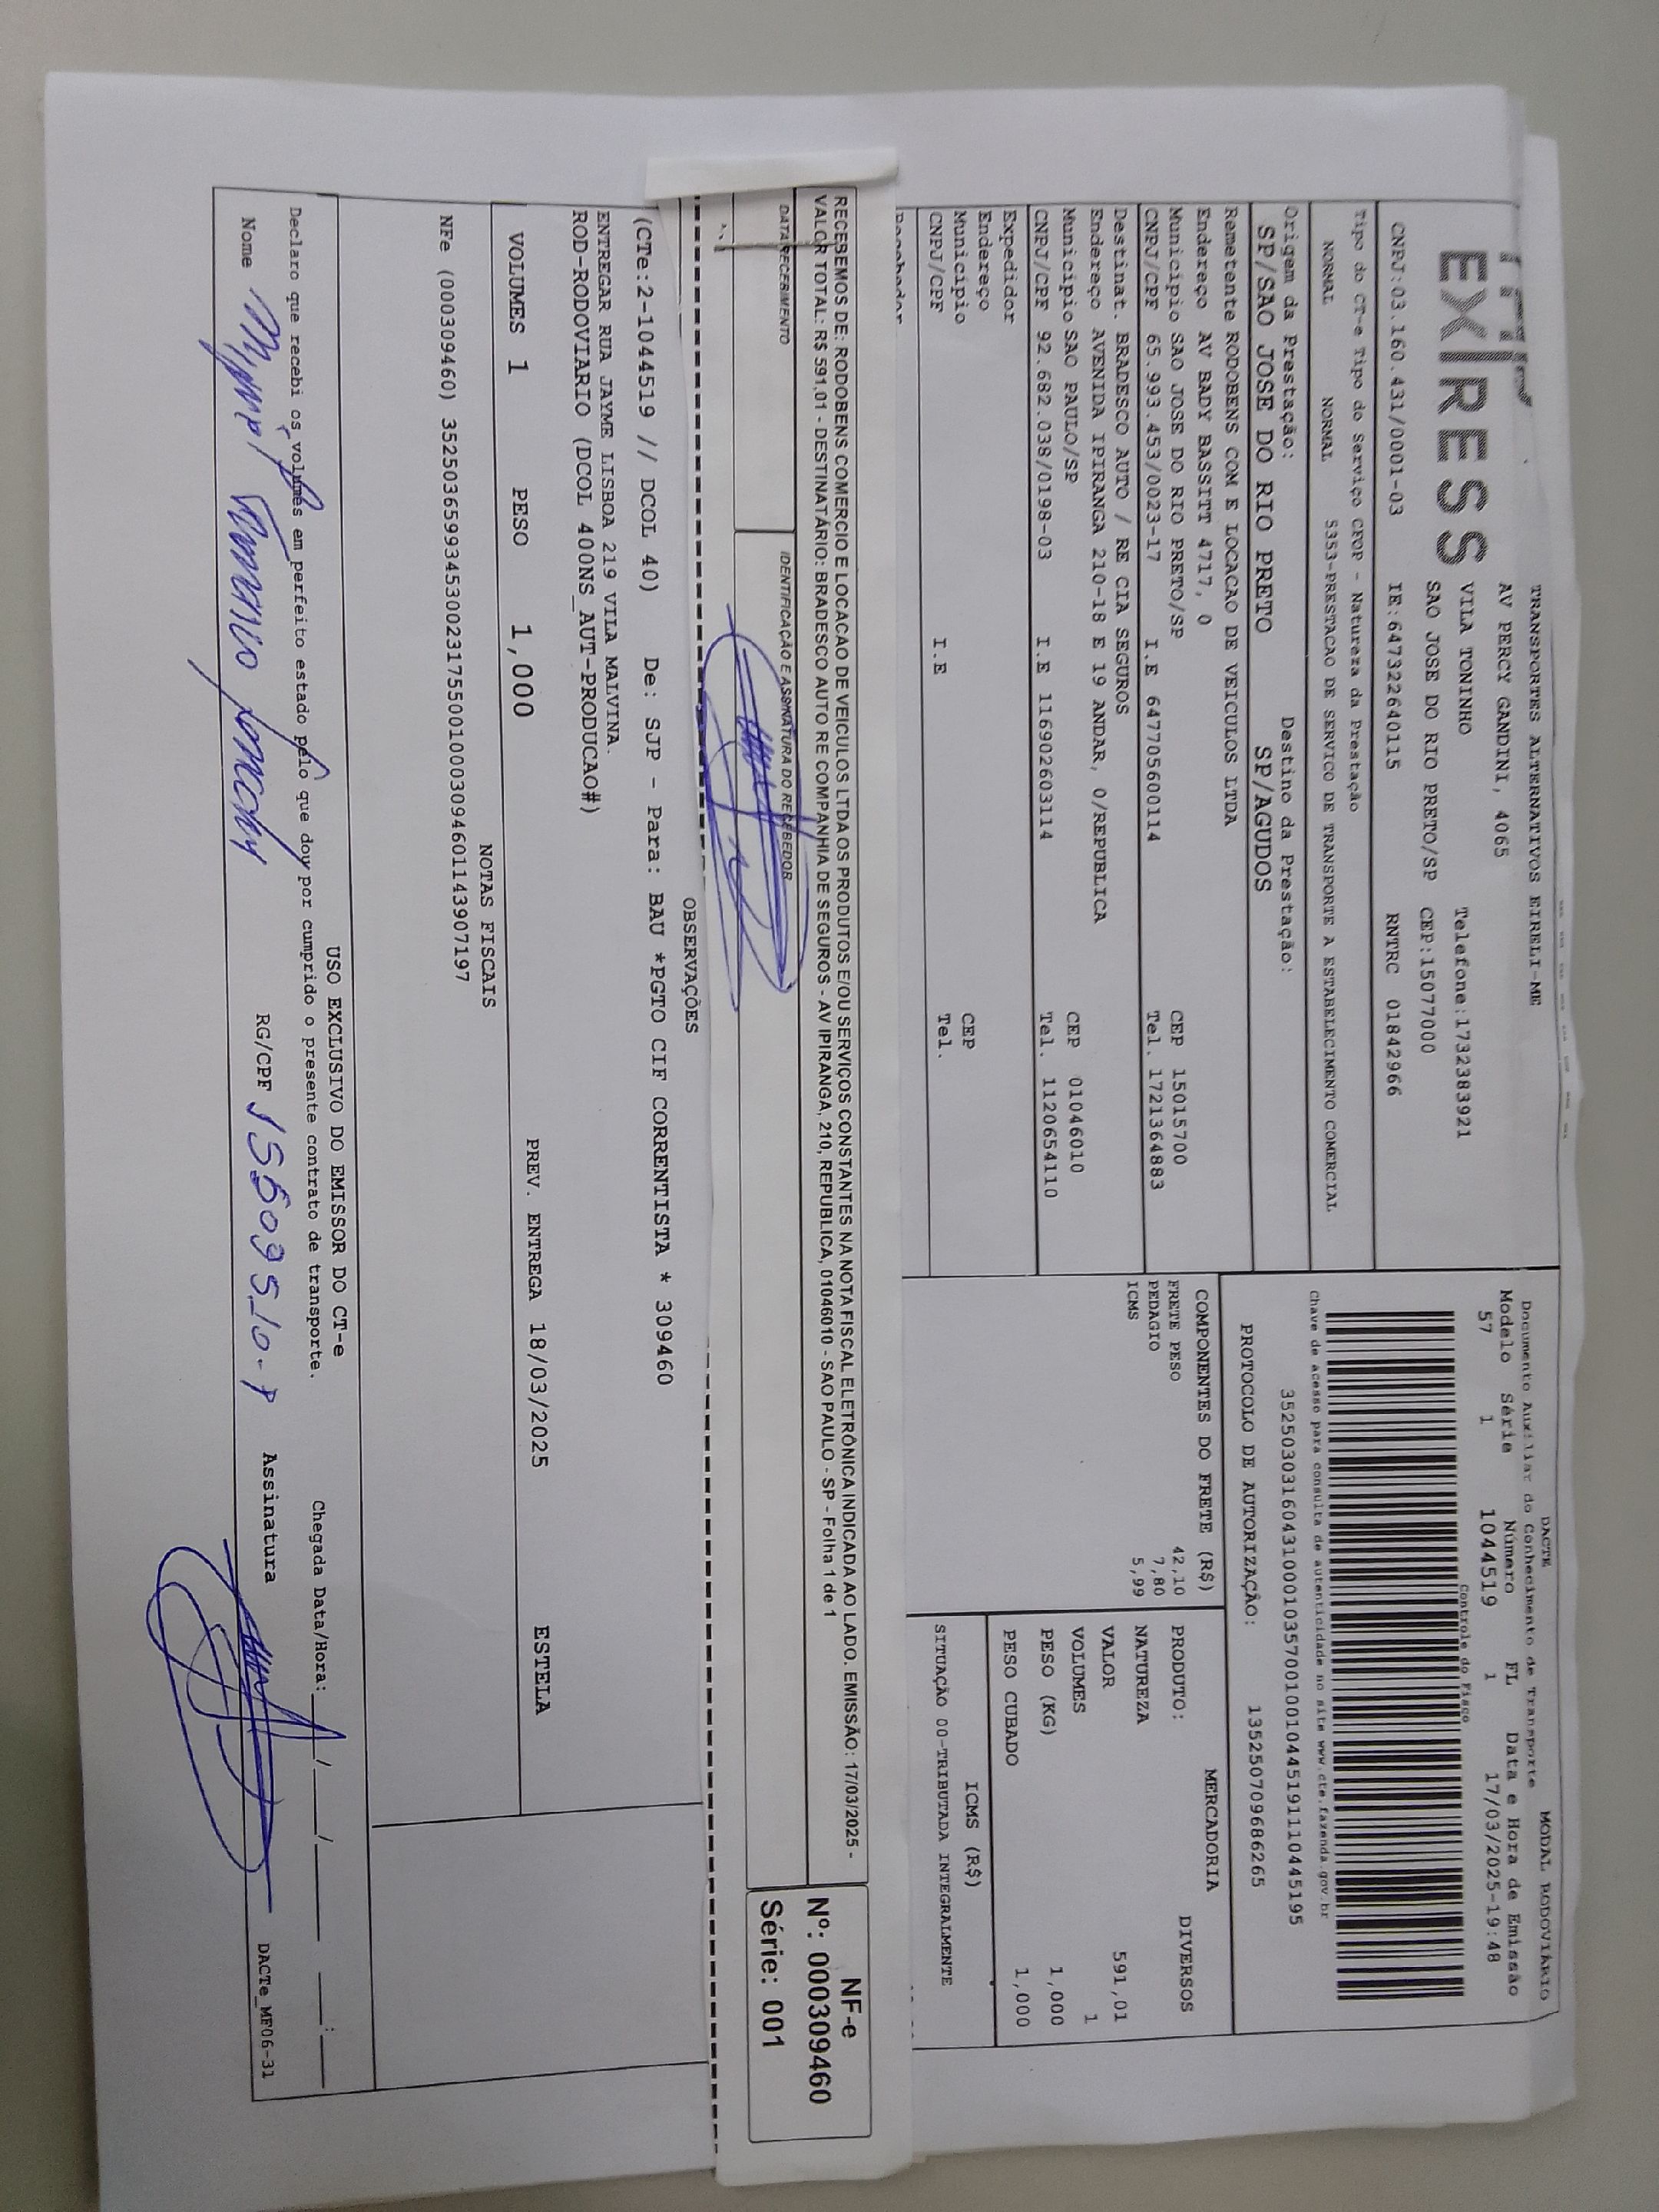 EXPRESS
TRANSPORTES ALTERNATIVOS EIRELI-ME
AV PERCY GANDINI, 4065
VILA TONINHO Telefone:1732383921
SAO JOSE DO RIO PRETO/SP CEP:15077000
CNPJ:03.160.431/0001-03 IE:647322640115 RNTRC 01842966
DACTE MODAL RODOVIÁRIO
Documento Auxiliar do Conhecimento de Transporte
Modelo Série Número FL Data e Hora de Emissão
57 1 1044519 1 17/03/2025-19:48
Controle do Fisco
Chave de acesso para consulta de autenticidade no site www.cte.fazenda.gov.br
35250303160431000103570010010445191110445195
PROTOCOLO DE AUTORIZAÇÃO: 135250709686265
Tipo do CT-e Tipo do Serviço CFOP - Natureza da Prestação
NORMAL NORMAL 5353-PRESTACAO DE SERVICO DE TRANSPORTE A ESTABELECIMENTO COMERCIAL
Origem da Prestação: Destino da Prestação:
SP/SAO JOSE DO RIO PRETO SP/AGUDOS
Remetente RODOBENS COM E LOCACAO DE VEICULOS LTDA
Endereço AV BADY BASSITT 4717, 0
Município SAO JOSE DO RIO PRETO/SP CEP 15015700
CNPJ/CPF 65.993.453/0023-17 I.E 647705600114 Tel. 1721364883
Destinat. BRADESCO AUTO / RE CIA SEGUROS
Endereço AVENIDA IPIRANGA 210-18 E 19 ANDAR, 0/REPUBLICA
Município SAO PAULO/SP CEP 01046010
CNPJ/CPF 92.682.038/0198-03 I.E 116902603114 Tel. 1120654110
Expedidor
Endereço
Município CEP
CNPJ/CPF I.E Tel.
Recebedor
COMPONENTES DO FRETE (R$)
FRETE PESO 42,10
PEDAGIO 7,80
ICMS 5,99
MERCADORIA
PRODUTO: DIVERSOS
NATUREZA
VALOR 591,01
VOLUMES 1
PESO (KG) 1,000
PESO CUBADO 1,000
ICMS (R$)
SITUAÇÃO 00-TRIBUTADA INTEGRALMENTE
RECEBEMOS DE: RODOBENS COMERCIO E LOCACAO DE VEICULOS LTDA OS PRODUTOS E/OU SERVIÇOS CONSTANTES NA NOTA FISCAL ELETRÔNICA INDICADA AO LADO. EMISSÃO: 17/03/2025 -
VALOR TOTAL: R$ 591,01 - DESTINATÁRIO: BRADESCO AUTO RE COMPANHIA DE SEGUROS - AV IPIRANGA, 210, REPUBLICA, 01046010 - SAO PAULO - SP - Folha 1 de 1
DATA RECEBIMENTO IDENTIFICAÇÃO E ASSINATURA DO RECEBEDOR
NF-e
Nº: 000309460
Série: 001
OBSERVAÇÕES
(CTe:2-1044519 // DCOL 40) De: SJP - Para: BAU *PGTO CIF CORRENTISTA * 309460
ENTREGAR RUA JAYME LISBOA 219 VILA MALVINA.
ROD-RODOVIARIO (DCOL 400NS_AUT-PRODUCAO#)
VOLUMES 1 PESO 1,000 PREV. ENTREGA 18/03/2025 ESTELA
NOTAS FISCAIS
NFe (000309460) 35250365993453002317550010003094601143907197
USO EXCLUSIVO DO EMISSOR DO CT-e
Declaro que recebi os volumes em perfeito estado pelo que dou por cumprido o presente contrato de transporte. Chegada Data/Hora:___/___/___ ___:___
Nome RG/CPF Assinatura DACTe_MF06-31